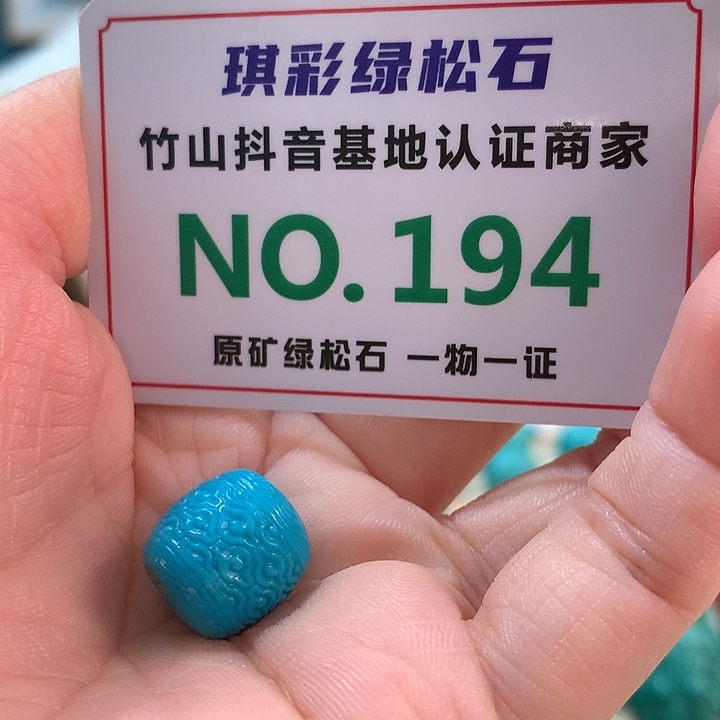 琪彩绿松石
竹山抖音基地认证商家
NO.194
原矿绿松石 一物一证